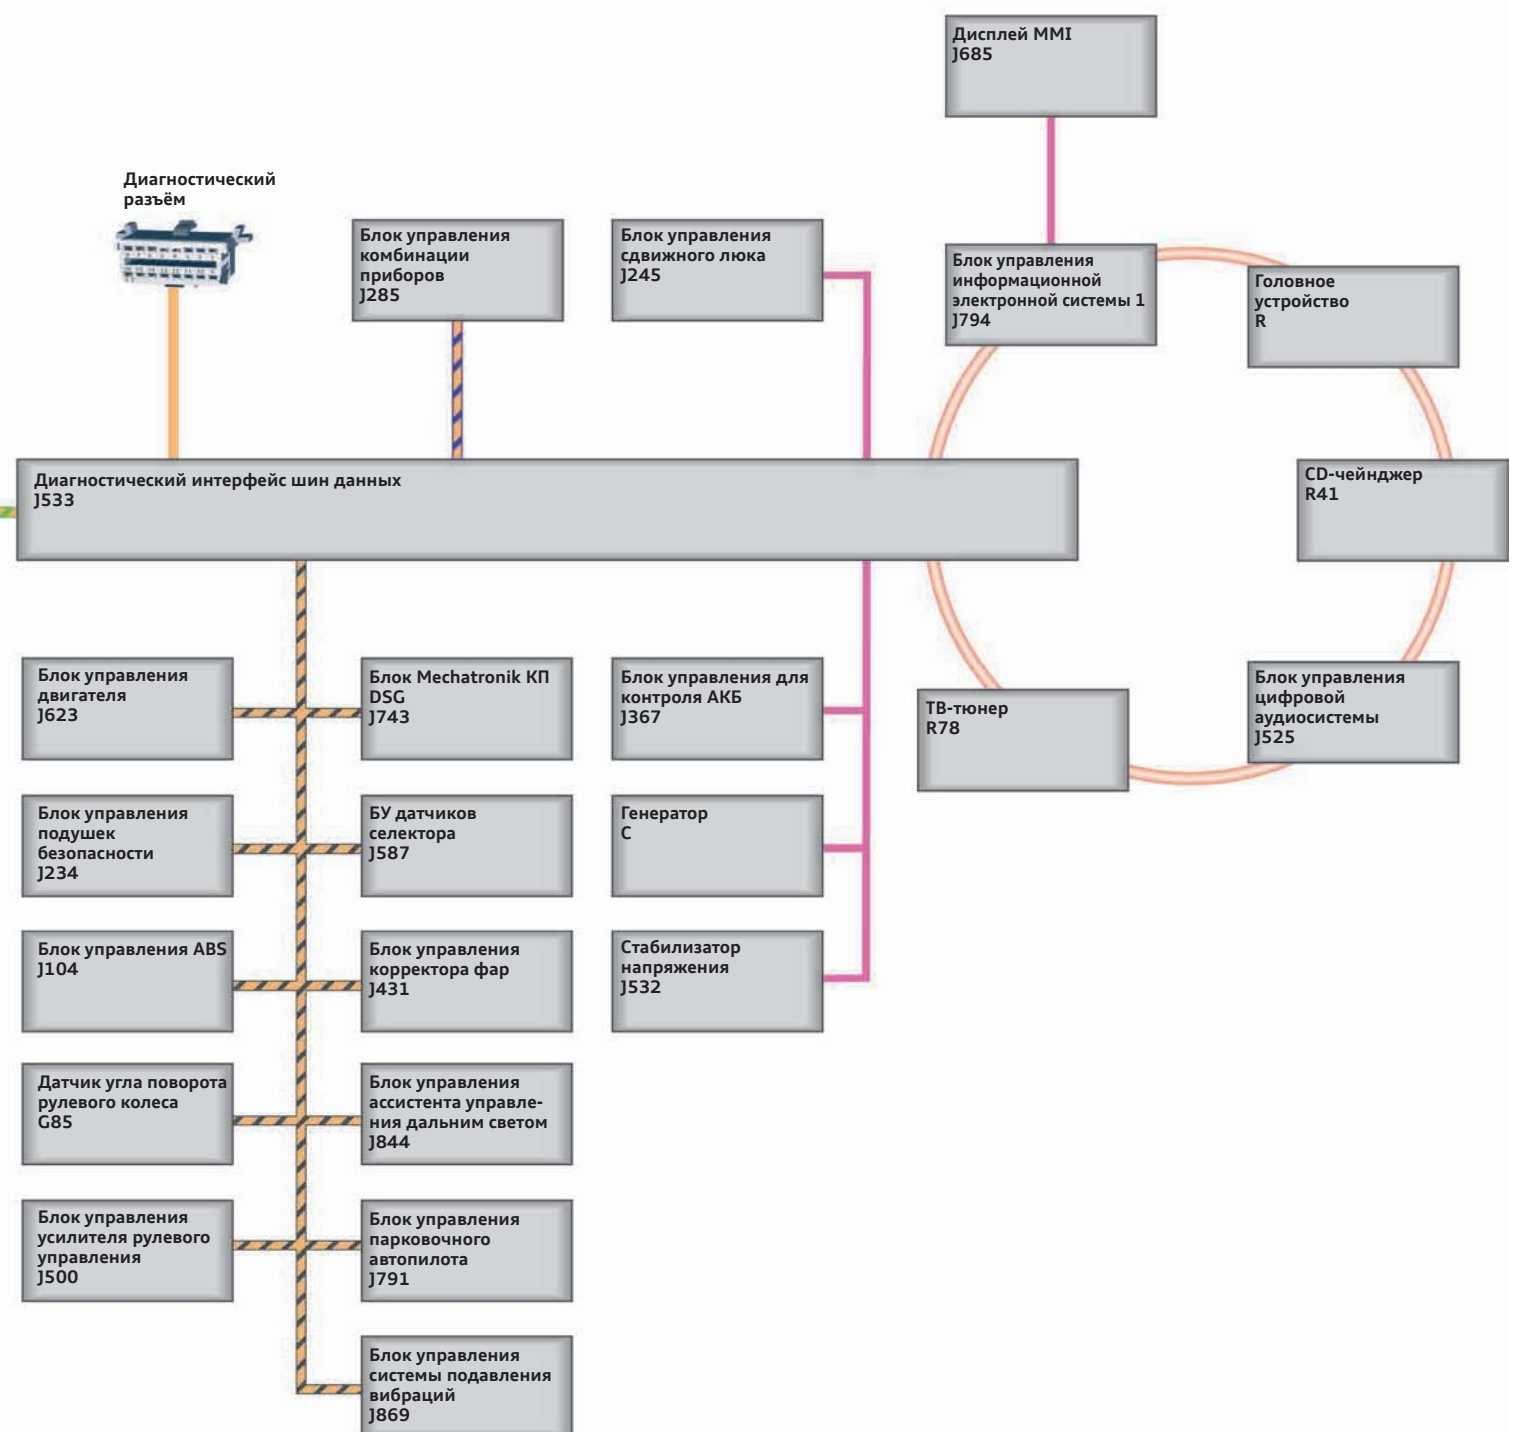 Дисплей MMI
J685
Диагностический
разъём
Блок управления
комбинации
приборов
J285
Блок управления
сдвижного люка
J245
Блок управления
информационной
электронной системы 1
J794
Головное
устройство
R
Диагностический интерфейс шин данных
J533
CD-чейнджер
R41
Блок управления
двигателя
J623
Блок Mechatronik КП
DSG
J743
Блок управления для
контроля АКБ
J367
ТВ-тюнер
R78
Блок управления
цифровой
аудиосистемы
J525
Блок управления
подушек
безопасности
J234
БУ датчиков
селектора
J587
Генератор
C
Блок управления ABS
J104
Блок управления
корректора фар
J431
Стабилизатор
напряжения
J532
Датчик угла поворота
рулевого колеса
G85
Блок управления
ассистента управле-
ния дальним светом
J844
Блок управления
усилителя рулевого
управления
J500
Блок управления
парковочного
автопилота
J791
Блок управления
системы подавления
вибраций
J869